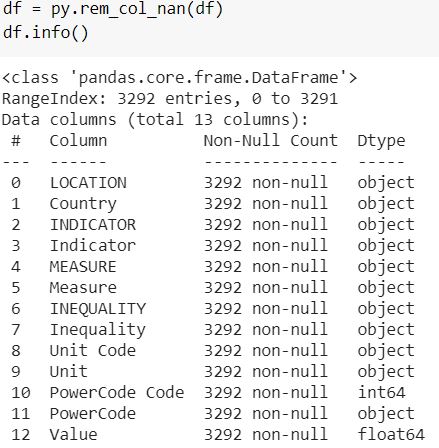 df = py.rem_col_nan(df)
df.info()
<class 'pandas.core.frame.DataFrame'>
RangeIndex: 3292 entries, 0 to 3291
Data columns (total 13 columns):
 #   Column          Non-Null Count  Dtype
---  ------          --------------  -----
 0   LOCATION        3292 non-null   object
 1   Country         3292 non-null   object
 2   INDICATOR       3292 non-null   object
 3   Indicator       3292 non-null   object
 4   MEASURE         3292 non-null   object
 5   Measure         3292 non-null   object
 6   INEQUALITY      3292 non-null   object
 7   Inequality      3292 non-null   object
 8   Unit Code       3292 non-null   object
 9   Unit            3292 non-null   object
 10  PowerCode Code  3292 non-null   int64
 11  PowerCode       3292 non-null   object
 12  Value           3292 non-null   float64